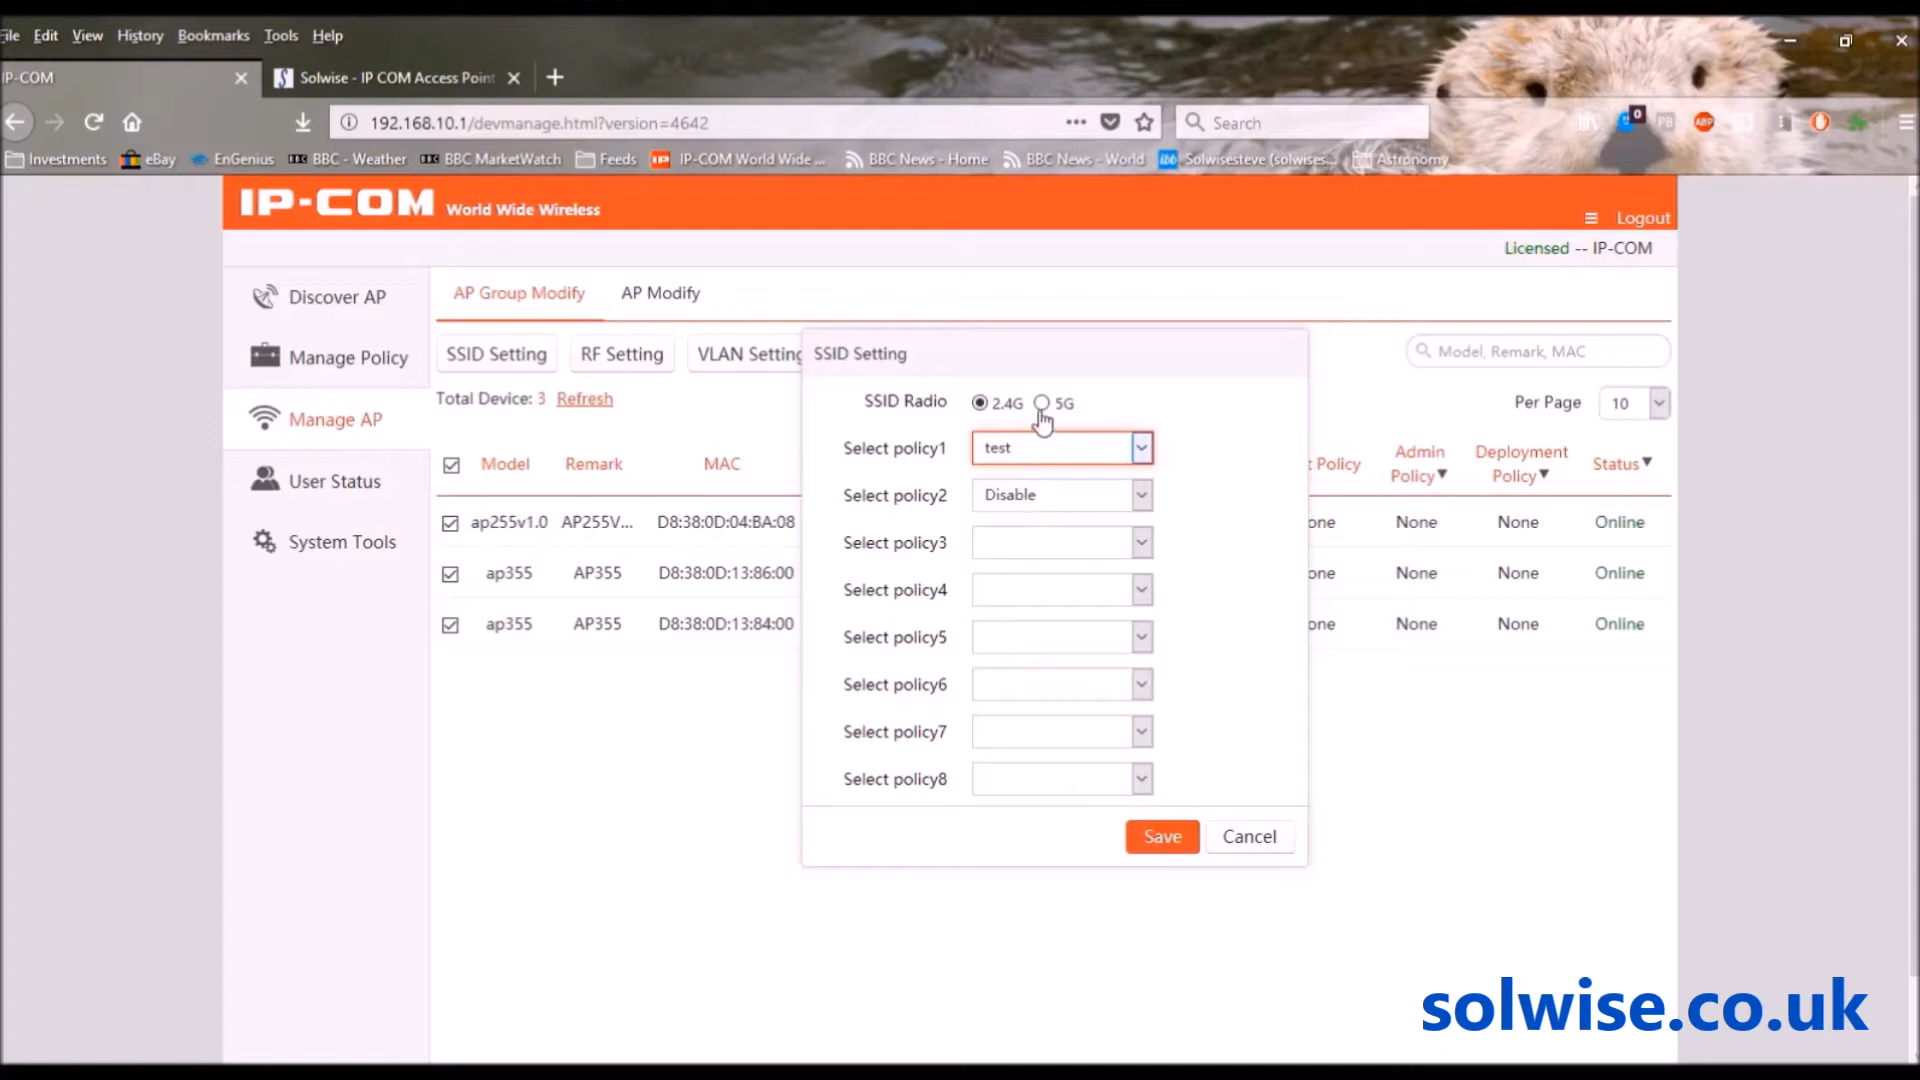 File Edit View History Bookmarks Tools Help
IP-COM
Solwise - IP COM Access Point
192.168.10.1/devmanage.html?version=4642
Search
0
PB
ABP
Investments eBay EnGenius BBC - Weather BBC MarketWatch Feeds IP IP-COM World Wide ... BBC News - Home BBC News - World Solwisesteve (solwises... Astronomy
IP-COM World Wide Wireless
Logout
Licensed -- IP-COM
Discover AP
Manage Policy
Manage AP
User Status
System Tools
AP Group Modify AP Modify
SSID Setting RF Setting VLAN Setting
Model, Remark, MAC
Total Device: 3 Refresh
Per Page 10
Model Remark MAC t Policy Admin Policy▼ Deployment Policy▼ Status▼
ap255v1.0 AP255V... D8:38:0D:04:BA:08 one None None Online
ap355 AP355 D8:38:0D:13:86:00 one None None Online
ap355 AP355 D8:38:0D:13:84:00 one None None Online
SSID Setting
SSID Radio 2.4G 5G
Select policy1 test
Select policy2 Disable
Select policy3
Select policy4
Select policy5
Select policy6
Select policy7
Select policy8
Save Cancel
solwise.co.uk